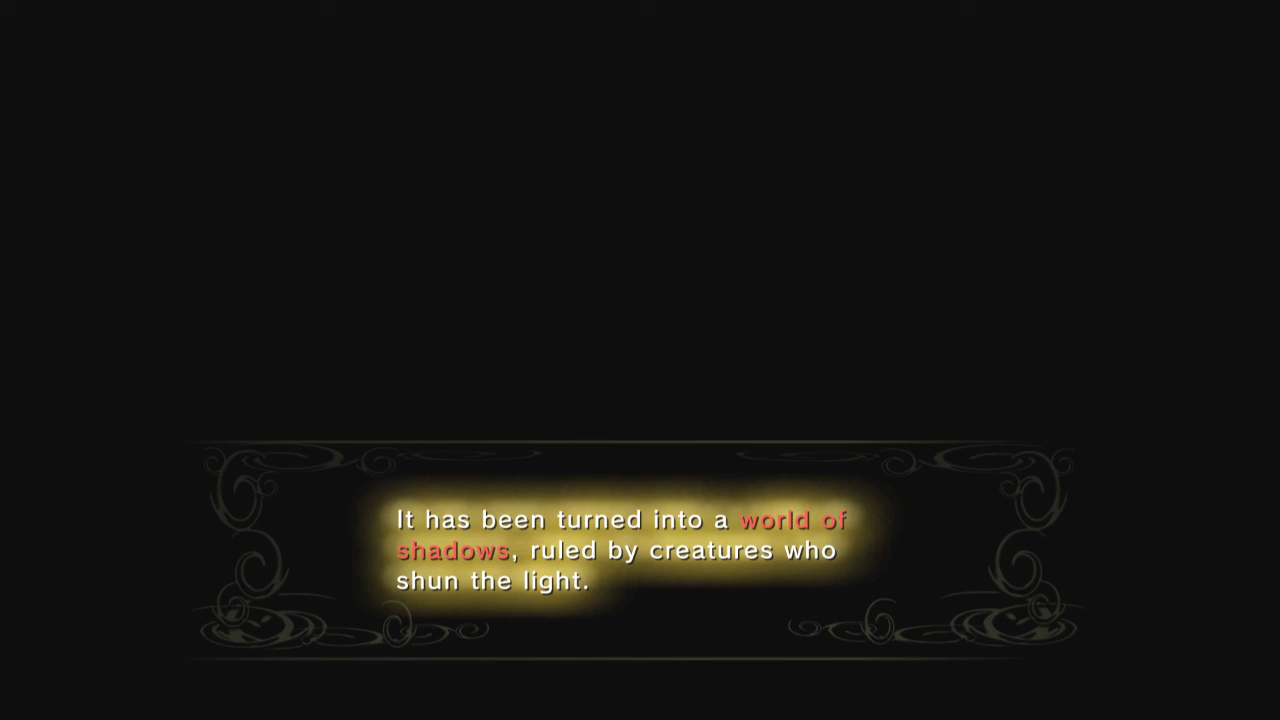 It has been turned into a world of
shadows, ruled by creatures who
shun the light.